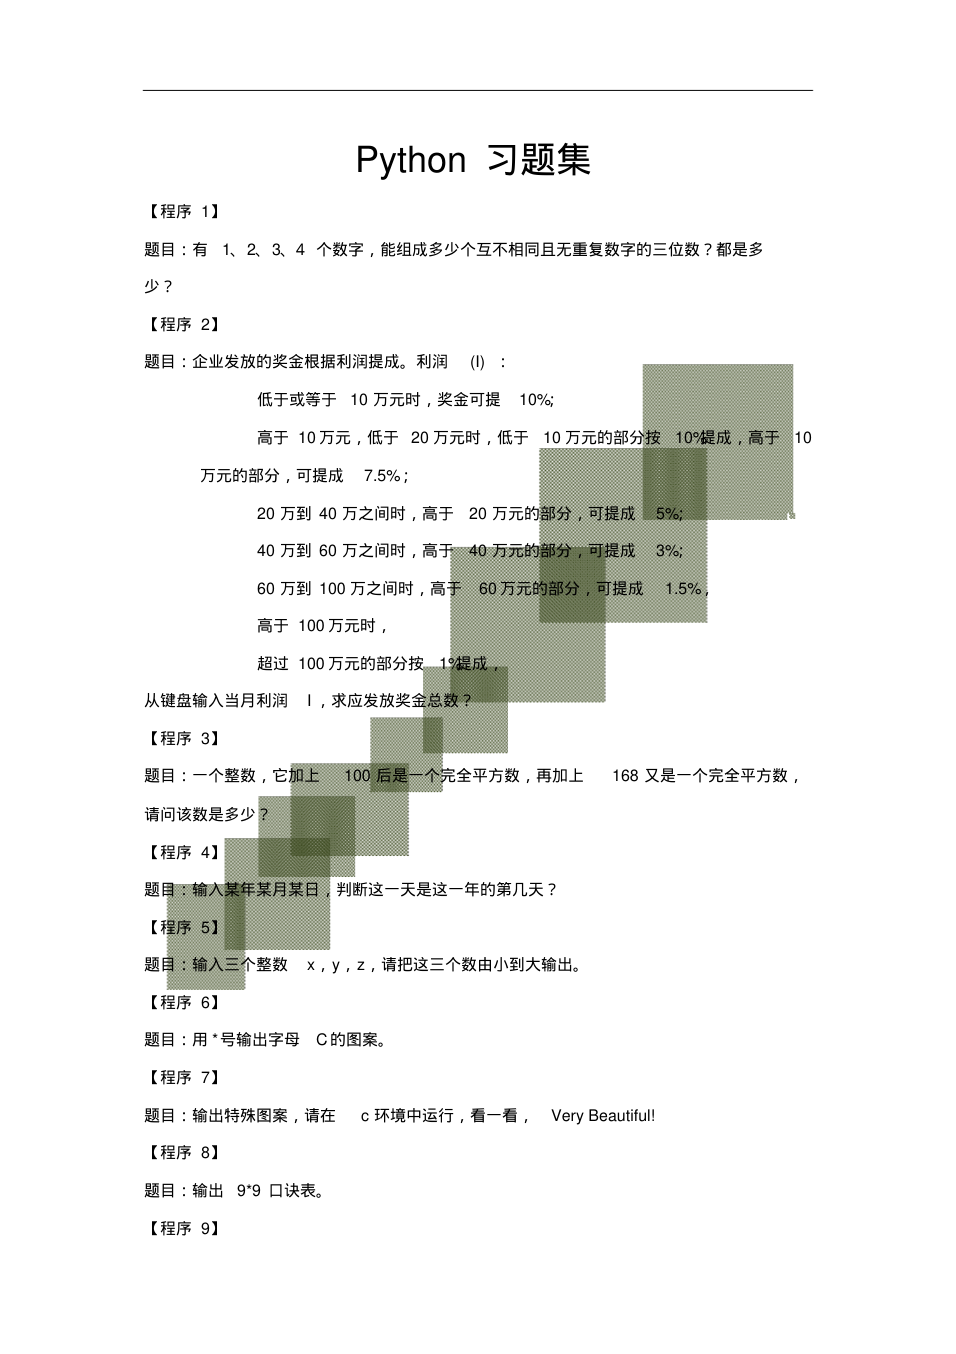 Python 习题集
【程序 1】
题目：有 1、2、3、4 个数字，能组成多少个互不相同且无重复数字的三位数？都是多
少？
【程序 2】
题目：企业发放的奖金根据利润提成。利润 (I) ：
低于或等于 10 万元时，奖金可提 10%；
高于 10 万元，低于 20 万元时，低于 10 万元的部分按 10%提成，高于 10
万元的部分，可提成 7.5%；
20 万到 40 万之间时，高于 20 万元的部分，可提成 5%；
40 万到 60 万之间时，高于 40 万元的部分，可提成 3%；
60 万到 100 万之间时，高于 60 万元的部分，可提成 1.5%，
高于 100 万元时，
超过 100 万元的部分按 1%提成，
从键盘输入当月利润 I，求应发放奖金总数？
【程序 3】
题目：一个整数，它加上 100 后是一个完全平方数，再加上 168 又是一个完全平方数，
请问该数是多少？
【程序 4】
题目：输入某年某月某日，判断这一天是这一年的第几天？
【程序 5】
题目：输入三个整数 x，y，z，请把这三个数由小到大输出。
【程序 6】
题目：用 * 号输出字母 C 的图案。
【程序 7】
题目：输出特殊图案，请在 c 环境中运行，看一看， Very Beautiful!
【程序 8】
题目：输出 9*9 口诀表。
【程序 9】